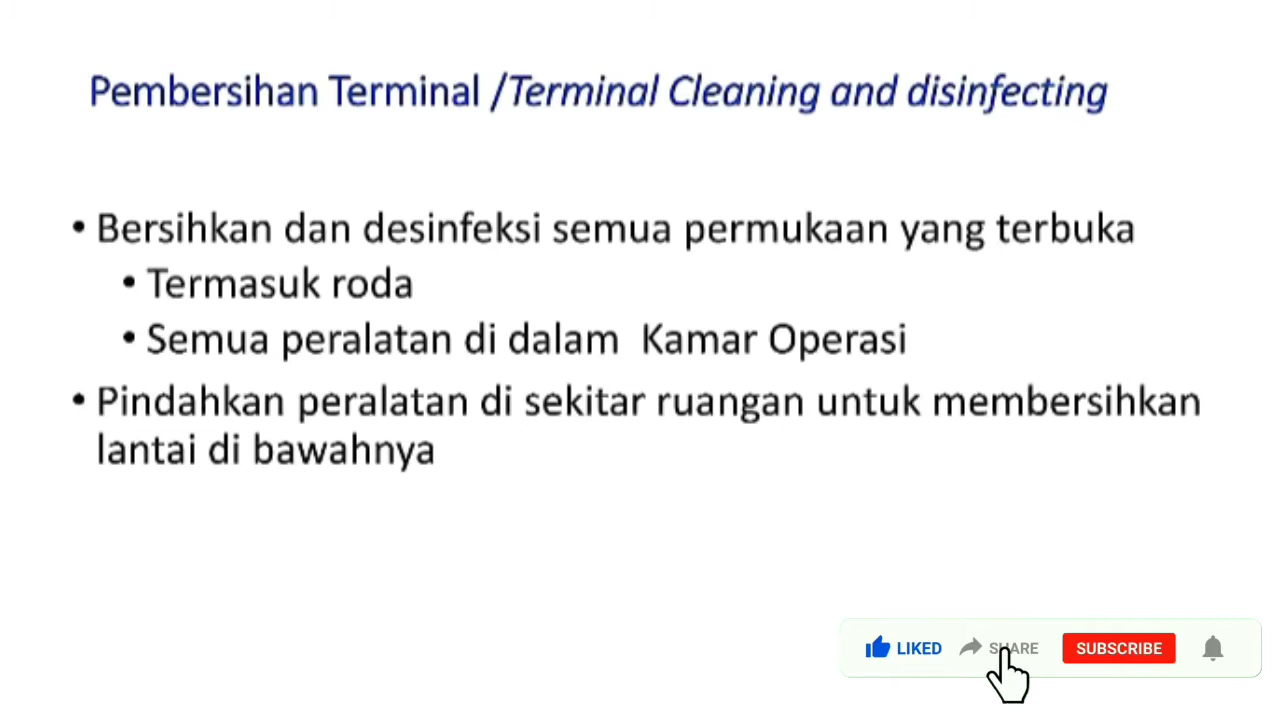 Pembersihan Terminal /Terminal Cleaning and disinfecting
• Bersihkan dan desinfeksi semua permukaan yang terbuka
• Termasuk roda
• Semua peralatan di dalam Kamar Operasi
• Pindahkan peralatan di sekitar ruangan untuk membersihkan
lantai di bawahnya
LIKED SHARE SUBSCRIBE